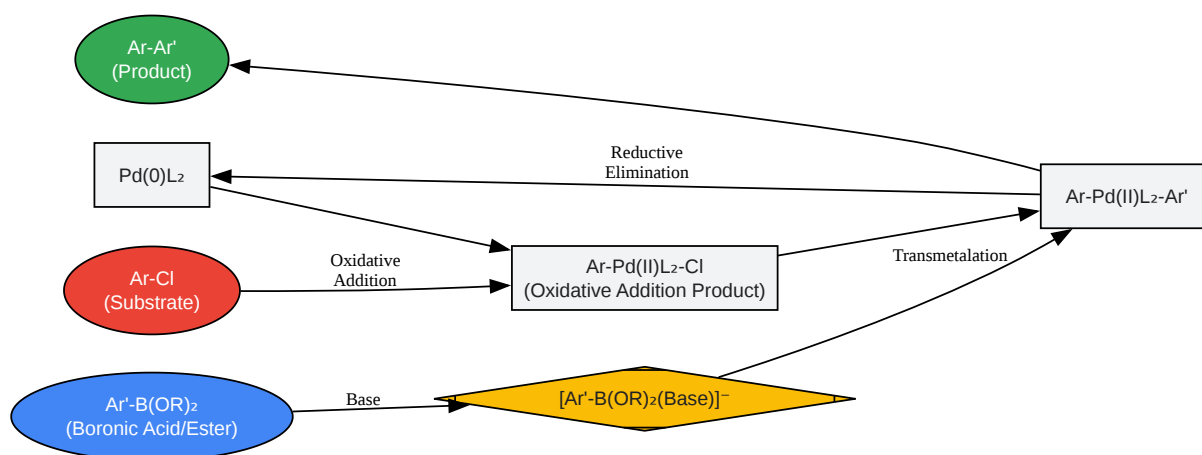 Ar-Ar'
(Product)
Reductive
Elimination
Pd(0)L₂
Ar-Pd(II)L₂-Ar'
Ar-Cl
(Substrate)
Oxidative
Addition
Ar-Pd(II)L₂-Cl
(Oxidative Addition Product)
Transmetalation
Ar'-B(OR)₂
(Boronic Acid/Ester)
Base
[Ar'-B(OR)₂(Base)]⁻